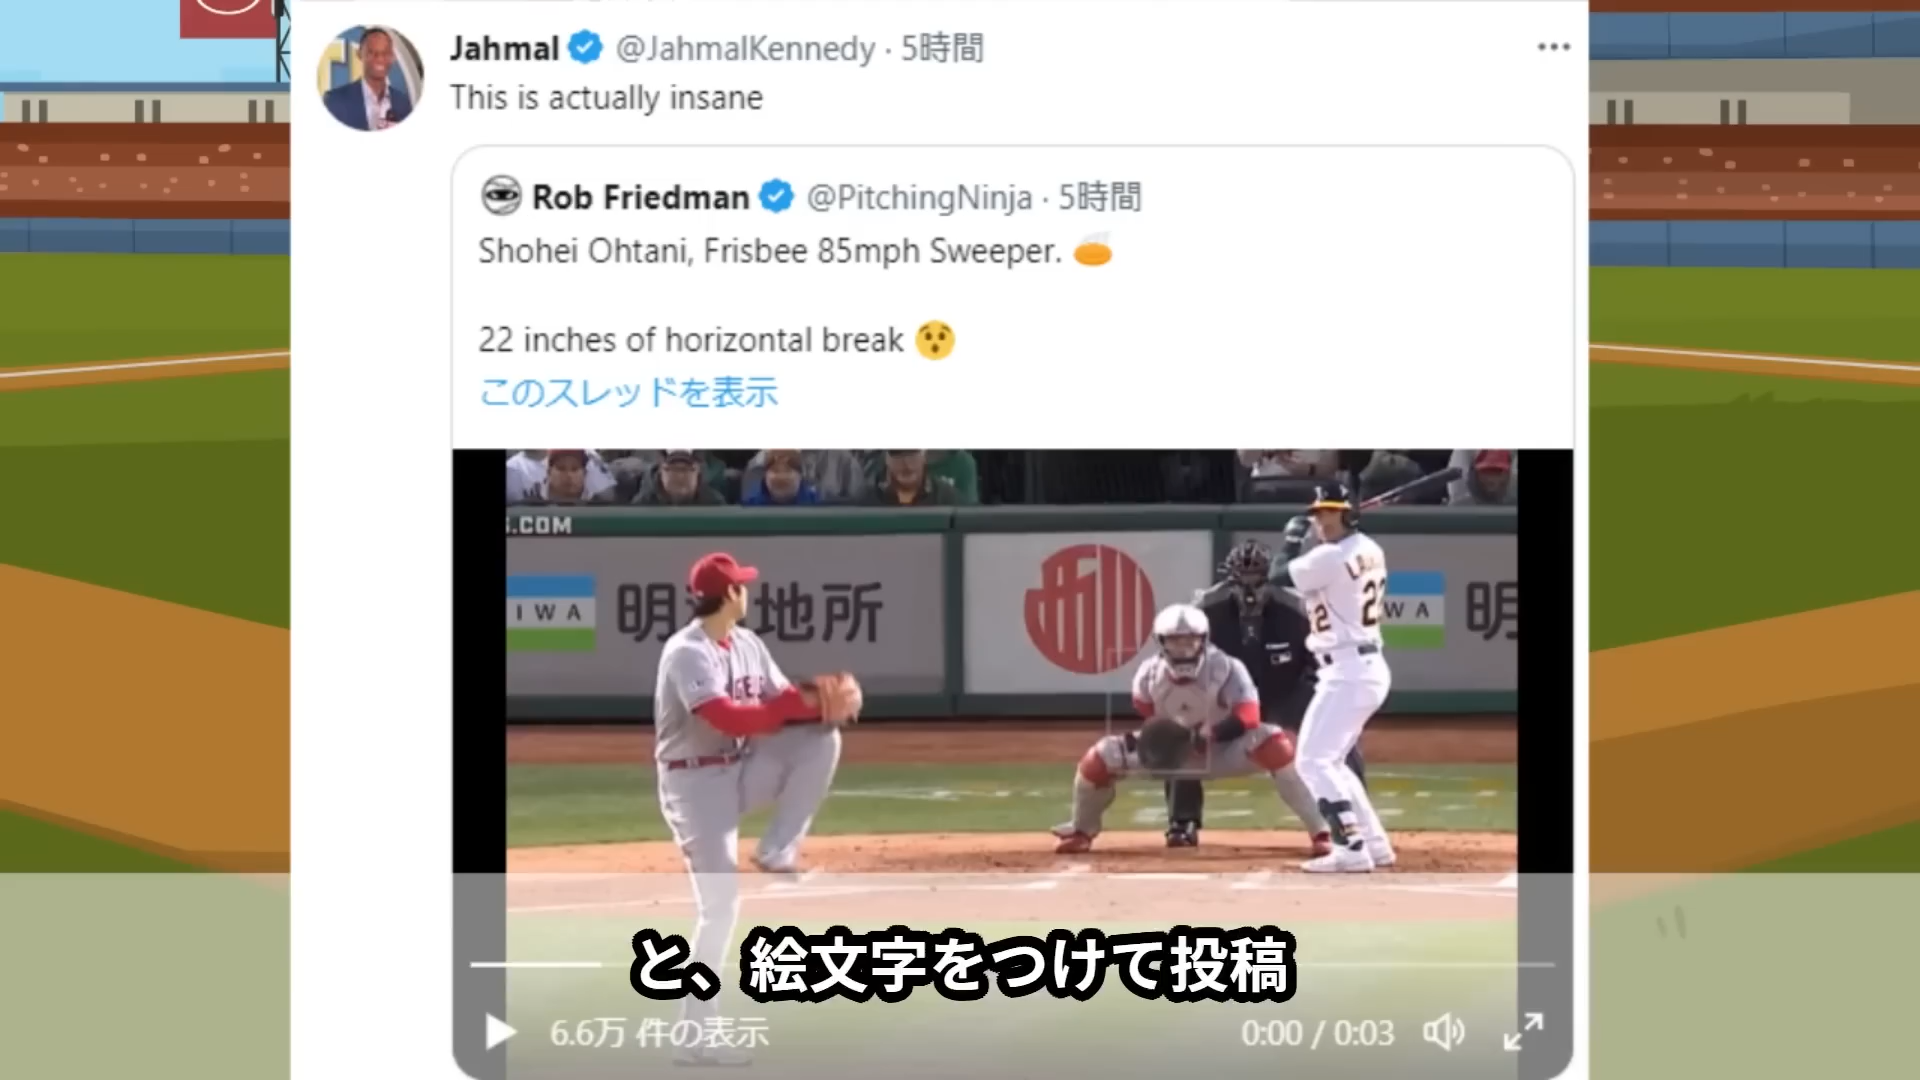 Jahmal @JahmalKennedy · 5時間
This is actually insane
Rob Friedman @PitchingNinja · 5時間
Shohei Ohtani, Frisbee 85mph Sweeper.
22 inches of horizontal break 😯
このスレッドを表示
S.COM
IWA
明 地所
WA
明
22
と、絵文字をつけて投稿
6.6万 件の表示
0:00 / 0:03